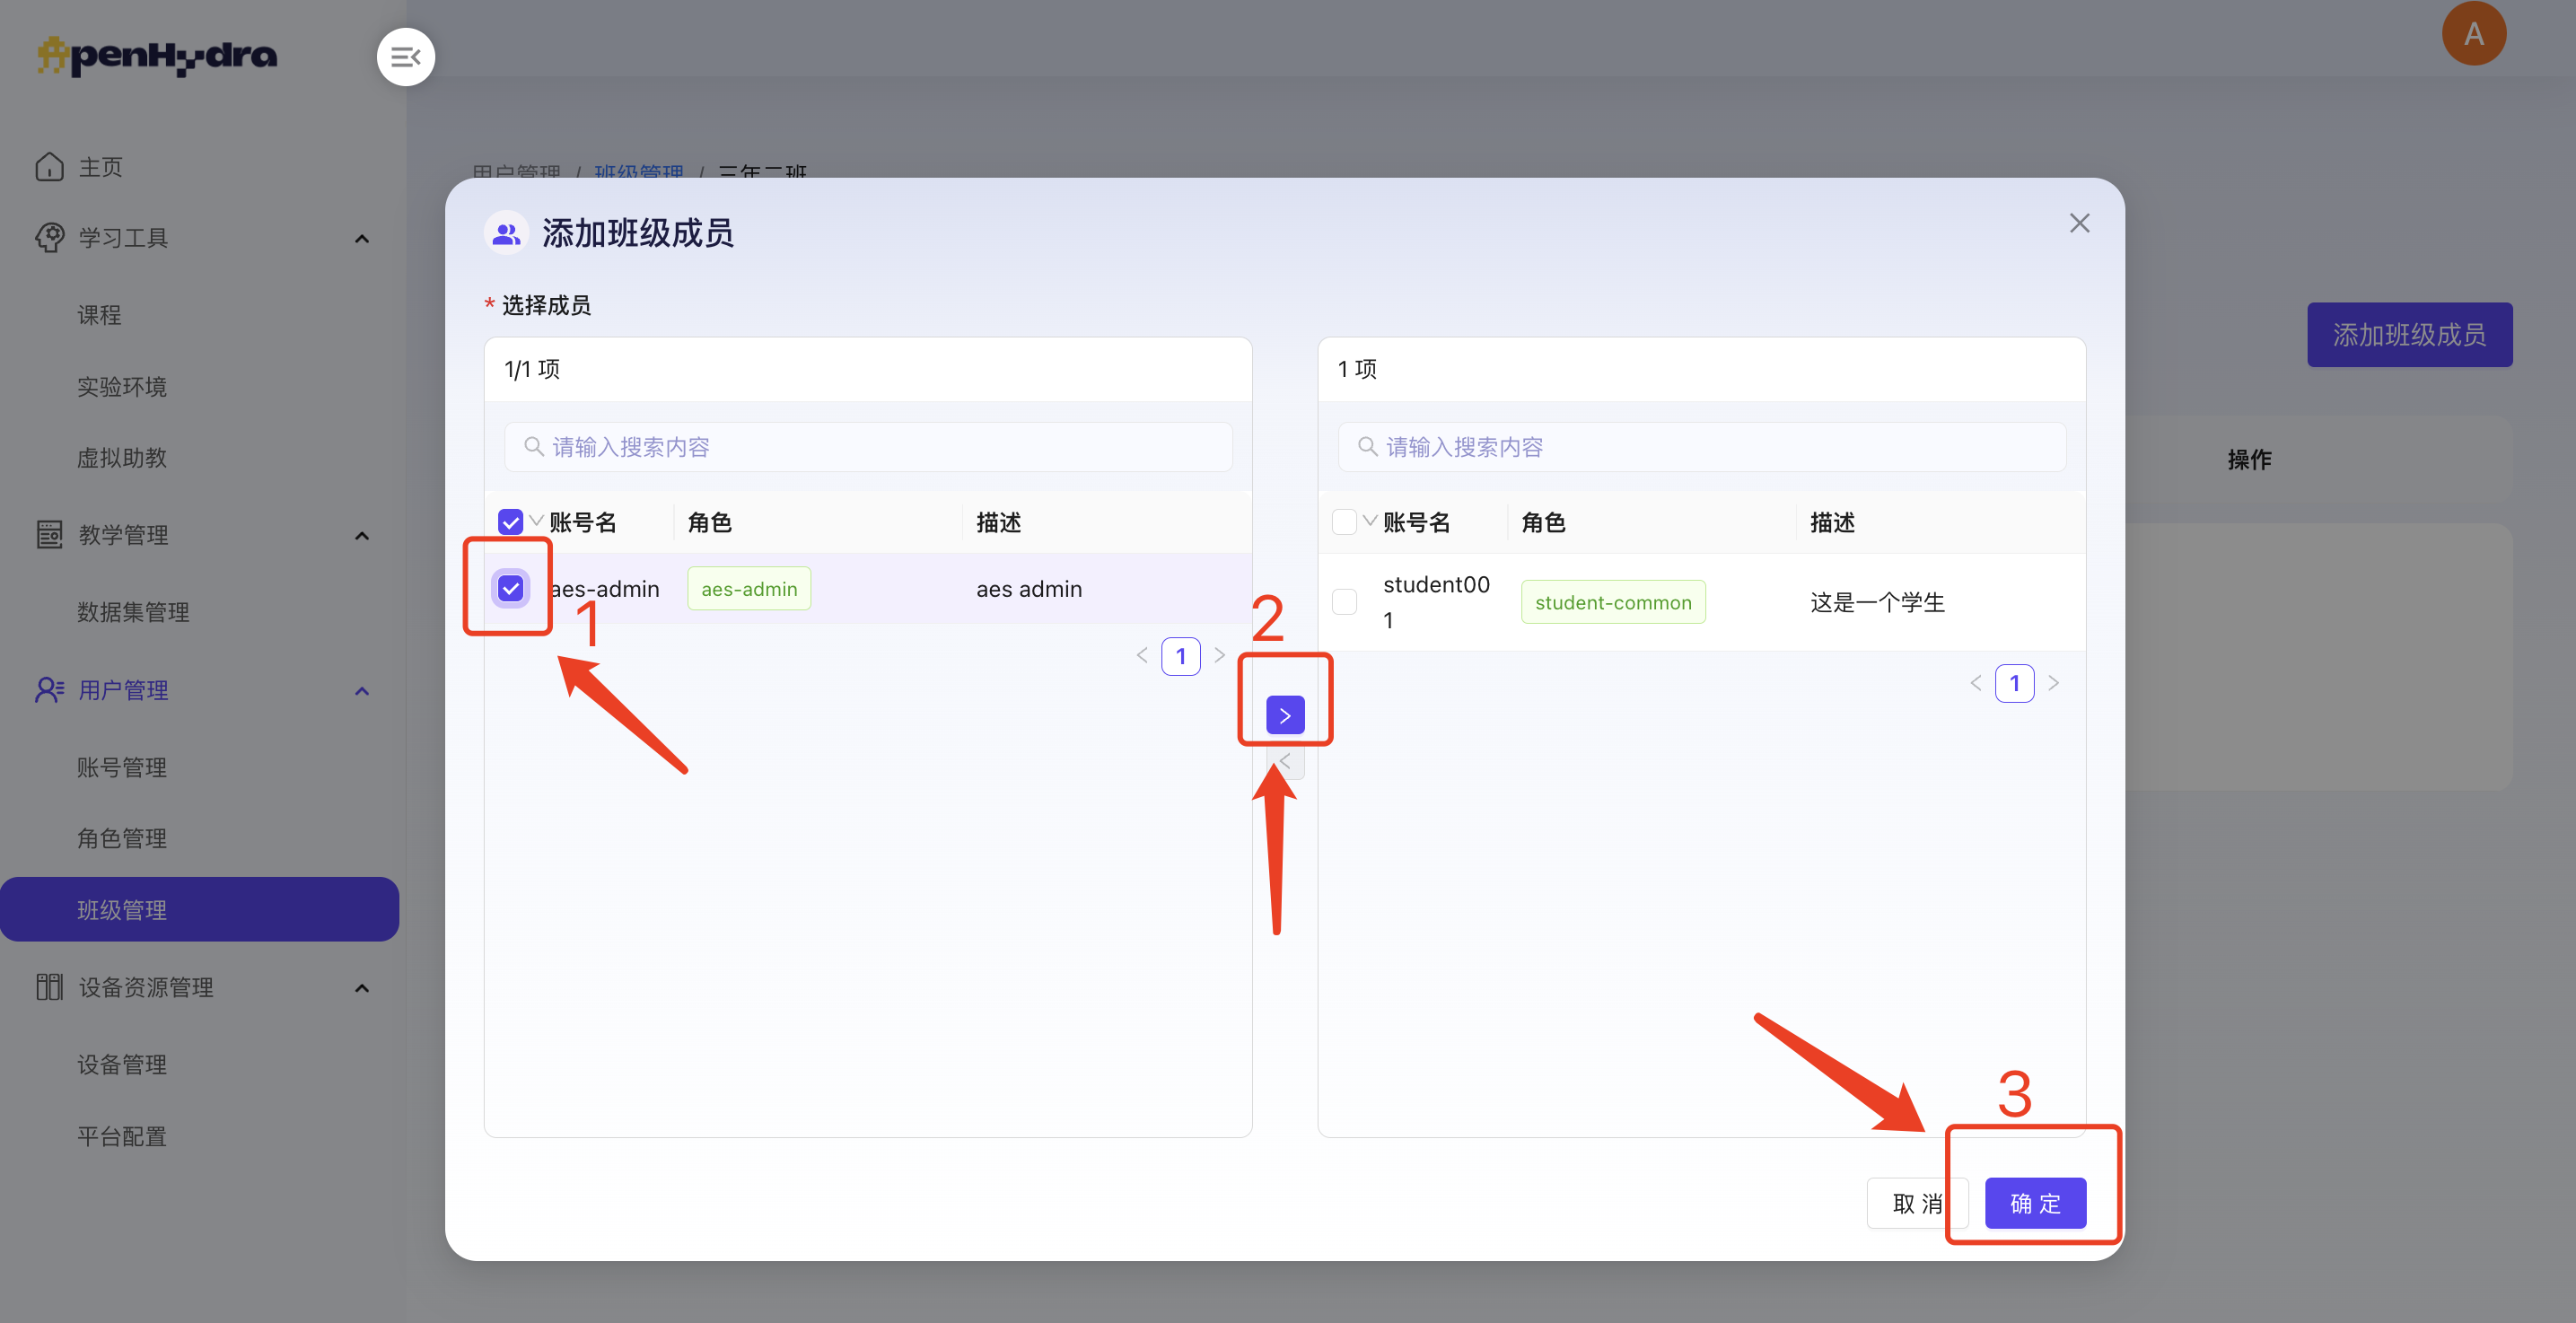 OpenHydra
A
主页
学习工具
课程
实验环境
虚拟助教
教学管理
数据集管理
用户管理
账号管理
角色管理
班级管理
设备资源管理
设备管理
平台配置
用户管理 / 班级管理 / 三年二班
添加班级成员
操作
添加班级成员
* 选择成员
1/1 项
请输入搜索内容
账号名 角色 描述
aes-admin aes-admin aes admin
1
< 1 >
2
>
<
1 项
请输入搜索内容
账号名 角色 描述
student00
1
student-common 这是一个学生
< 1 >
3
取 消 确 定